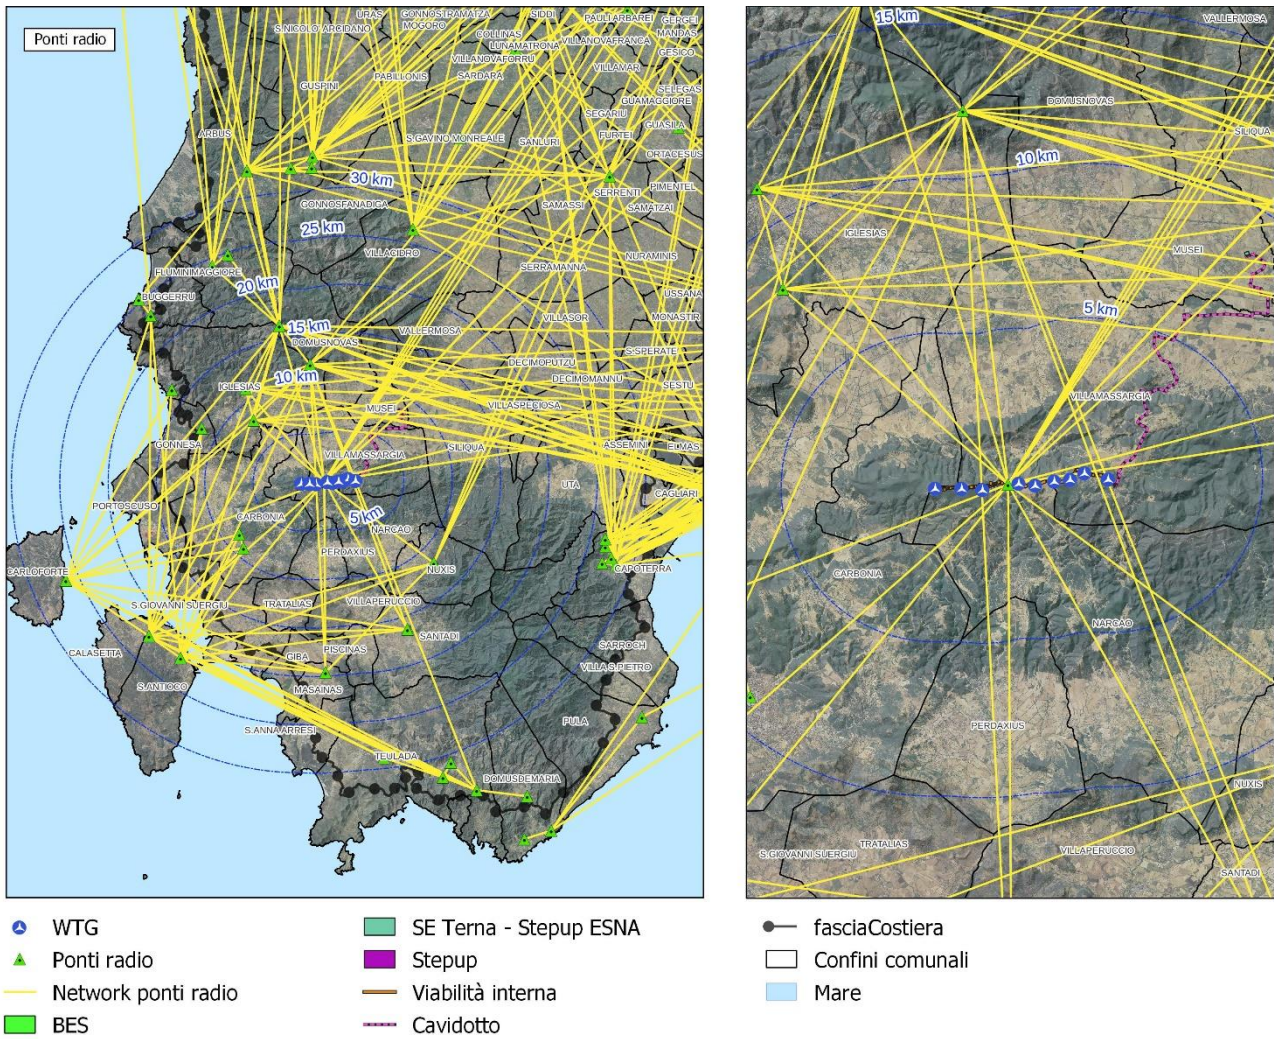 Ponti radio
URAS
GONNOSTRAMATZA
SIDDI
PAULI ARBAREI
GERGEI
S.NICOLO ARCIDANO
MOGORO
COLLINAS
MANDAS
LUNAMATRONA
VILLANOVAFRANCA
GESICO
VILLANOVAFORRU
VILLAMAR
GUSPINI
PABILLONIS
SARDARA
SELEGAS
GUAMAGGIORE
SEGARIU
GUASILA
ARBUS
S.GAVINO MONREALE
SANLURI
FURTEI
ORTACESUS
30 km
SERRENTI
PIMENTEL
GONNOSFANADIGA
SAMASSI
SAMATZAI
25 km
VILLACIDRO
NURAMINIS
FLUMINIMAGGIORE
SERRAMANNA
20 km
BUGGERRU
USSANA
15 km
VALLERMOSA
VILLASOR
MONASTIR
DOMUSNOVAS
S.SPERATE
DECIMOPUTZU
10 km
DECIMOMANNU
SESTU
IGLESIAS
MUSEI
VILLASPECIOSA
GONNESA
SILIQUA
ASSEMINI
ELMAS
VILLAMASSARGIA
UTA
CAGLIARI
PORTOSCUSO
CARBONIA
5 km
NARCAO
PERDAXIUS
CARLOFORTE
NUXIS
CAPOTERRA
S.GIOVANNI SUERGIU
TRATALIAS
VILLAPERUCCIO
SANTADI
CALASETTA
GIBA
PISCINAS
SARROCH
S.ANTIOCO
MASAINAS
VILLA S.PIETRO
S.ANNA ARRESI
PULA
TEULADA
DOMUSDEMARIA
15 km
VALLERMOSA
DOMUSNOVAS
SILIQUA
10 km
IGLESIAS
MUSEI
5 km
VILLAMASSARGIA
CARBONIA
NARCAO
PERDAXIUS
NUXIS
S.GIOVANNI SUERGIU
TRATALIAS
VILLAPERUCCIO
SANTADI
WTG
Ponti radio
Network ponti radio
BES
SE Terna - Stepup ESNA
Stepup
Viabilità interna
Cavidotto
fasciaCostiera
Confini comunali
Mare